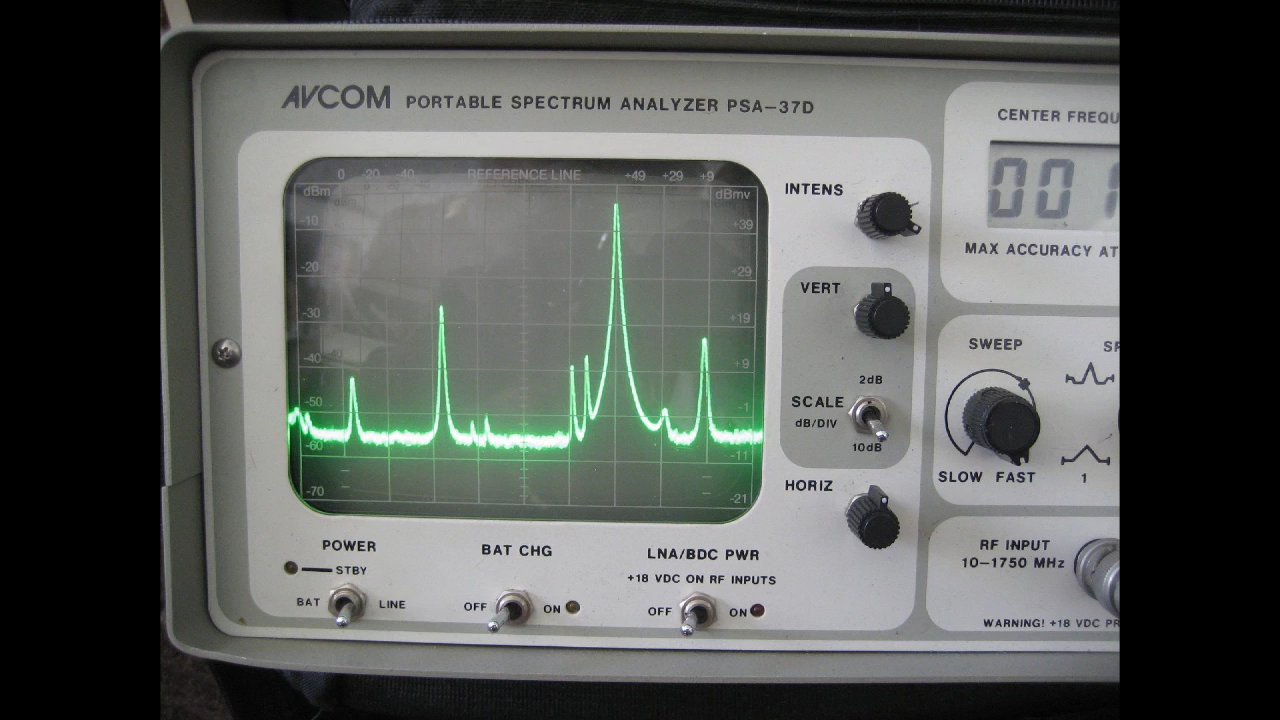 AVCOM PORTABLE SPECTRUM ANALYZER PSA-37D
CENTER FREQU
001
MAX ACCURACY AT
0 -20 -40 REFERENCE LINE +49 +29 +9
dBm dBmv
-10 +39
-20 +29
-30 +19
-40 +9
-50 -1
-60 -11
-70 -21
INTENS
VERT
2dB
SCALE
dB/DIV
10dB
HORIZ
SWEEP
SLOW FAST
1
RF INPUT
10-1750 MHz
WARNING! +18 VDC PR
POWER
STBY
BAT LINE
BAT CHG
OFF ON
LNA/BDC PWR
+18 VDC ON RF INPUTS
OFF ON